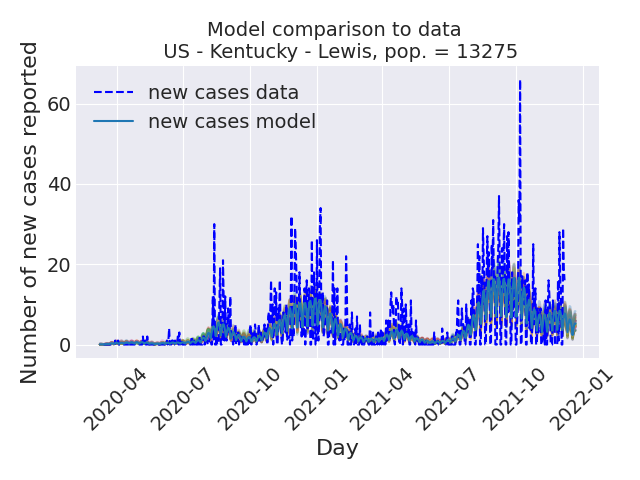 Model comparison to data
US - Kentucky - Lewis, pop. = 13275
new cases data
new cases model
Number of new cases reported
60
40
20
0
2020-04
2020-07
2020-10
2021-01
2021-04
2021-07
2021-10
2022-01
Day